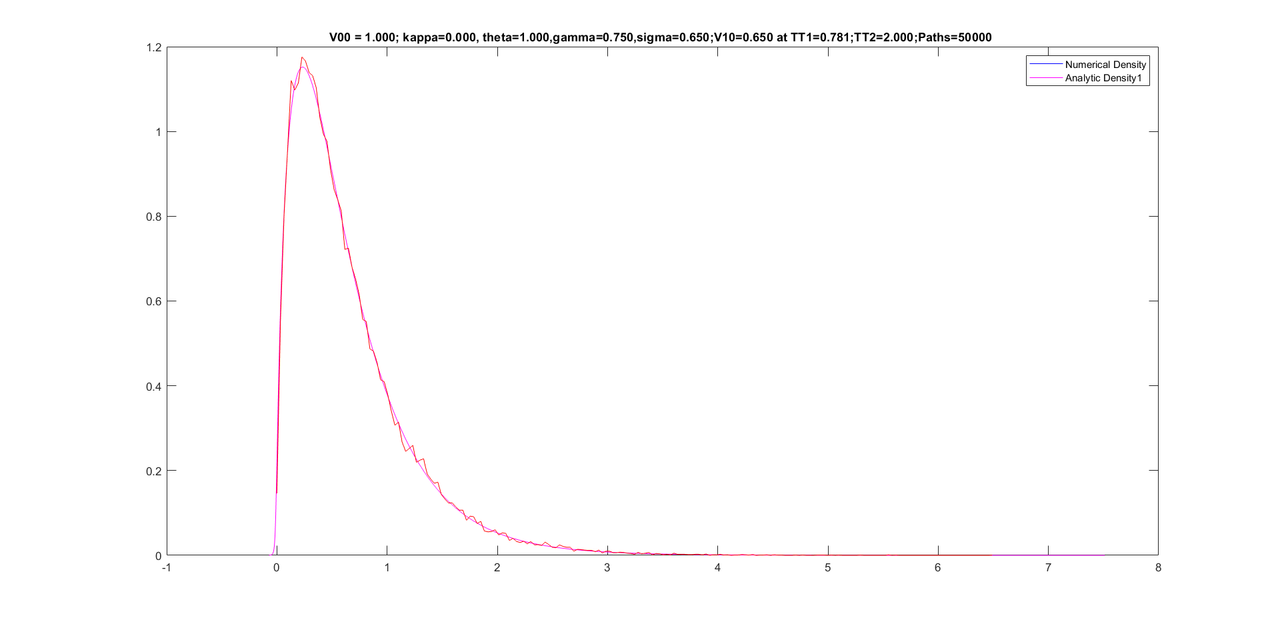 V00 = 1.000; kappa=0.000, theta=1.000,gamma=0.750,sigma=0.650;V10=0.650 at TT1=0.781;TT2=2.000;Paths=50000
Numerical Density
Analytic Density1
1.2
1
0.8
0.6
0.4
0.2
0
-1 0 1 2 3 4 5 6 7 8